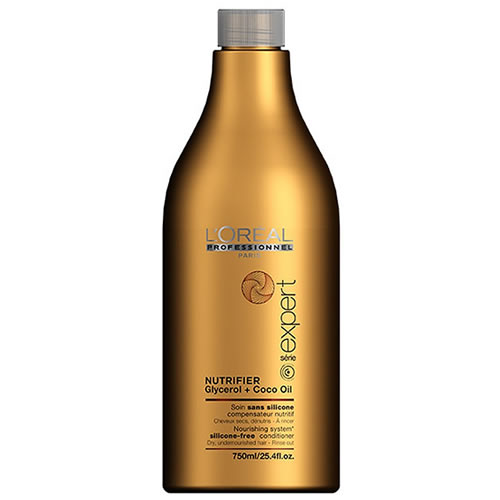 L'ORÉAL
PROFESSIONNEL
PARIS
série expert
NUTRIFIER
Glycerol + Coco Oil
Soin sans silicone
compensateur nutritif
Cheveux secs, dénutris - À rincer
Nourishing system*
silicone-free conditioner
Dry, undernourished hair - Rinse out
750ml/25.4fl.oz.